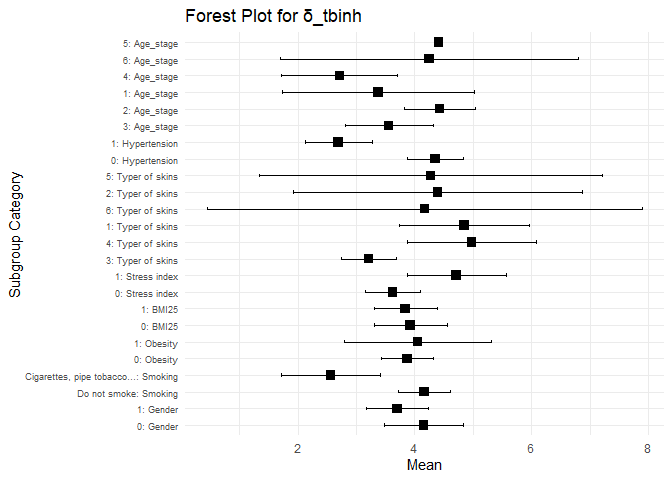 Forest Plot for δ_tbinh
Subgroup Category
5: Age_stage
6: Age_stage
4: Age_stage
1: Age_stage
2: Age_stage
3: Age_stage
1: Hypertension
0: Hypertension
5: Typer of skins
2: Typer of skins
6: Typer of skins
1: Typer of skins
4: Typer of skins
3: Typer of skins
1: Stress index
0: Stress index
1: BMI25
0: BMI25
1: Obesity
0: Obesity
Cigarettes, pipe tobacco...: Smoking
Do not smoke: Smoking
1: Gender
0: Gender
2 4 6 8
Mean